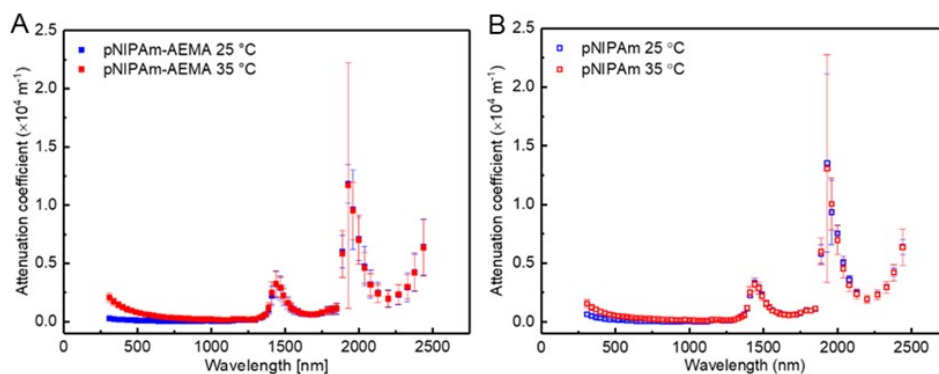 A
pNIPAm-AEMA 25 °C
pNIPAm-AEMA 35 °C
Attenuation coefficient (×10⁴ m⁻¹)
2.5
2.0
1.5
1.0
0.5
0.0
0 500 1000 1500 2000 2500
Wavelength [nm]
B
pNIPAm 25 °C
pNIPAm 35 °C
Attenuation coefficient (×10⁴ m⁻¹)
2.5
2.0
1.5
1.0
0.5
0.0
0 500 1000 1500 2000 2500
Wavelength (nm)